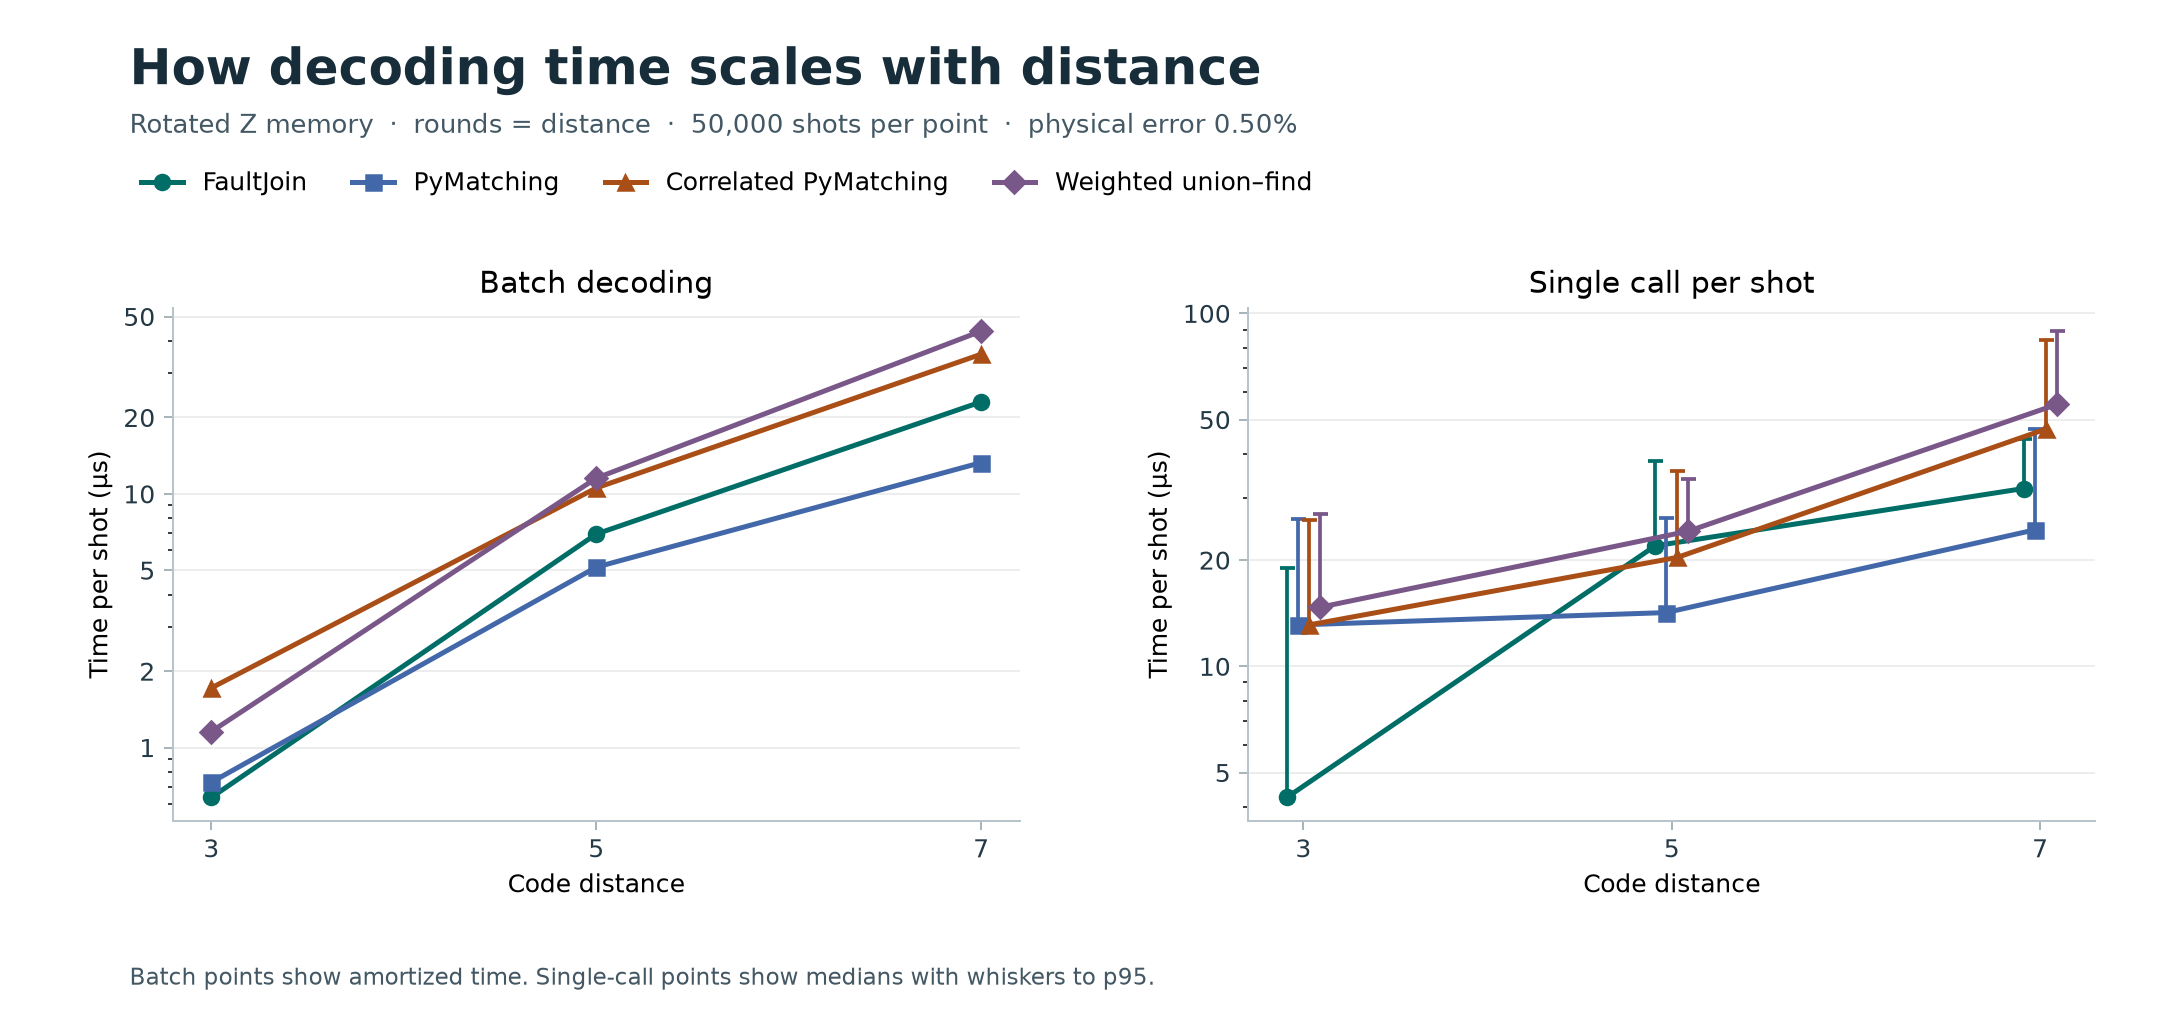 How decoding time scales with distance
Rotated Z memory · rounds = distance · 50,000 shots per point · physical error 0.50%
FaultJoin PyMatching Correlated PyMatching Weighted union–find
Batch decoding
50
20
10
5
2
1
Time per shot (µs)
3 5 7
Code distance
Single call per shot
100
50
20
10
5
Time per shot (µs)
3 5 7
Code distance
Batch points show amortized time. Single-call points show medians with whiskers to p95.